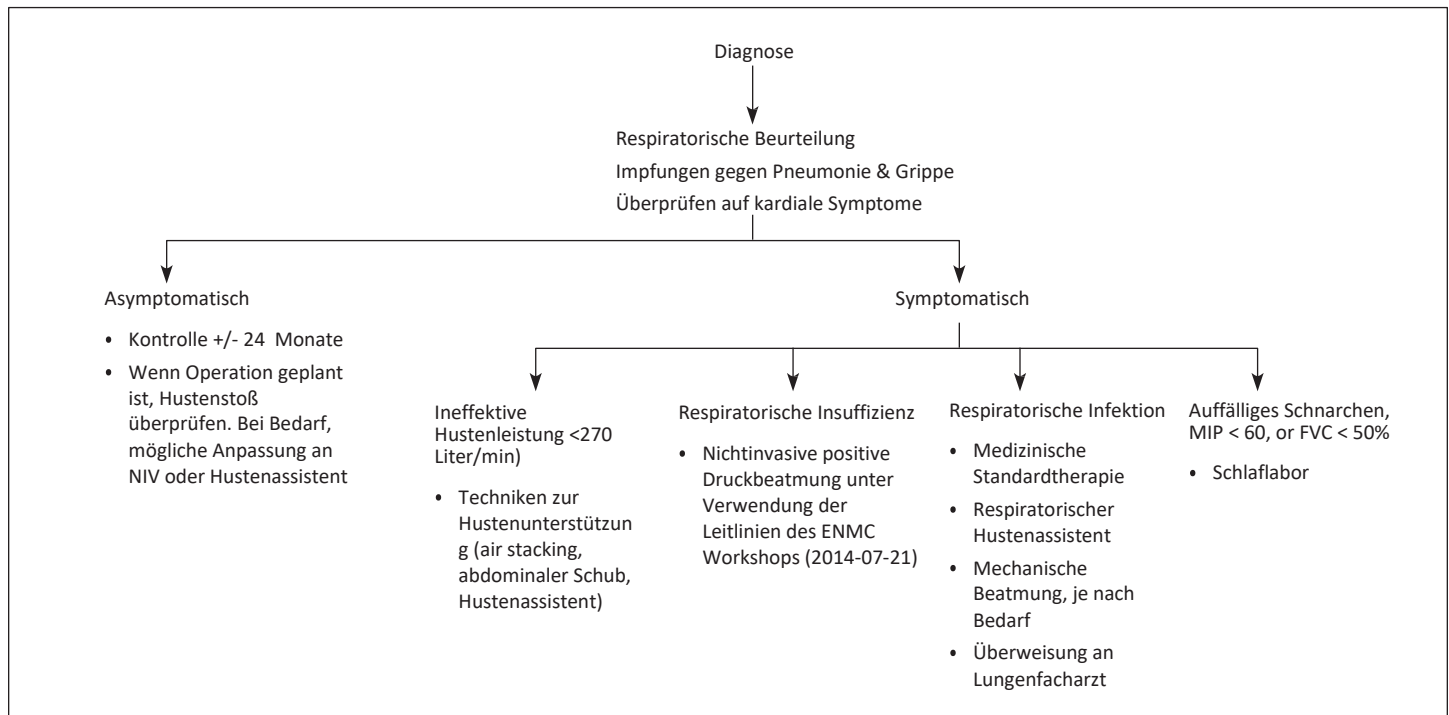 Diagnose
Respiratorische Beurteilung
Impfungen gegen Pneumonie & Grippe
Überprüfen auf kardiale Symptome
Asymptomatisch
• Kontrolle +/- 24 Monate
• Wenn Operation geplant
ist, Hustenstoß
überprüfen. Bei Bedarf,
mögliche Anpassung an
NIV oder Hustenassistent
Symptomatisch
Ineffektive
Hustenleistung <270
Liter/min)
• Techniken zur
Hustenunterstützun
g (air stacking,
abdominaler Schub,
Hustenassistent)
Respiratorische Insuffizienz
• Nichtinvasive positive
Druckbeatmung unter
Verwendung der
Leitlinien des ENMC
Workshops (2014-07-21)
Respiratorische Infektion
• Medizinische
Standardtherapie
• Respiratorischer
Hustenassistent
• Mechanische
Beatmung, je nach
Bedarf
• Überweisung an
Lungenfacharzt
Auffälliges Schnarchen,
MIP < 60, or FVC < 50%
• Schlaflabor